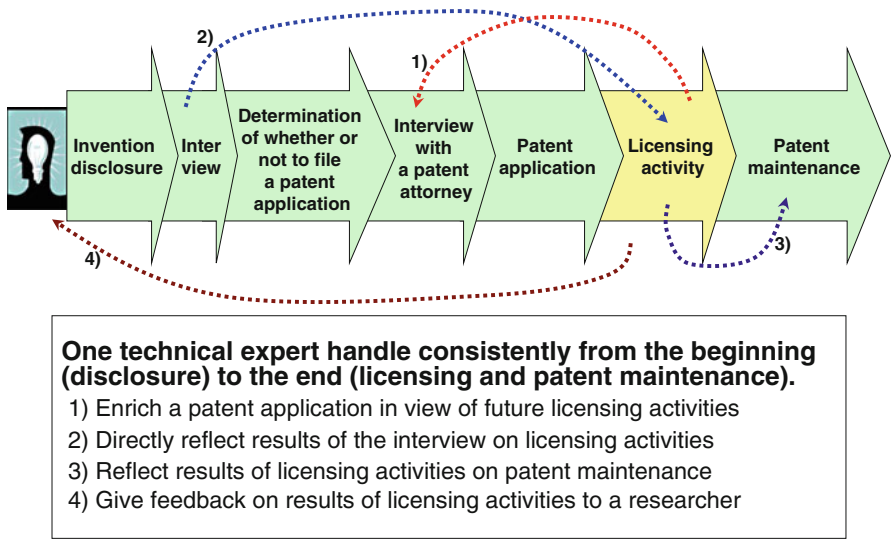 2)
1)
Invention
disclosure
Inter
view
Determination
of whether or
not to file
a patent
application
Interview
with
a patent
attorney
Patent
application
Licensing
activity
Patent
maintenance
3)
4)
One technical expert handle consistently from the beginning
(disclosure) to the end (licensing and patent maintenance).
1) Enrich a patent application in view of future licensing activities
2) Directly reflect results of the interview on licensing activities
3) Reflect results of licensing activities on patent maintenance
4) Give feedback on results of licensing activities to a researcher